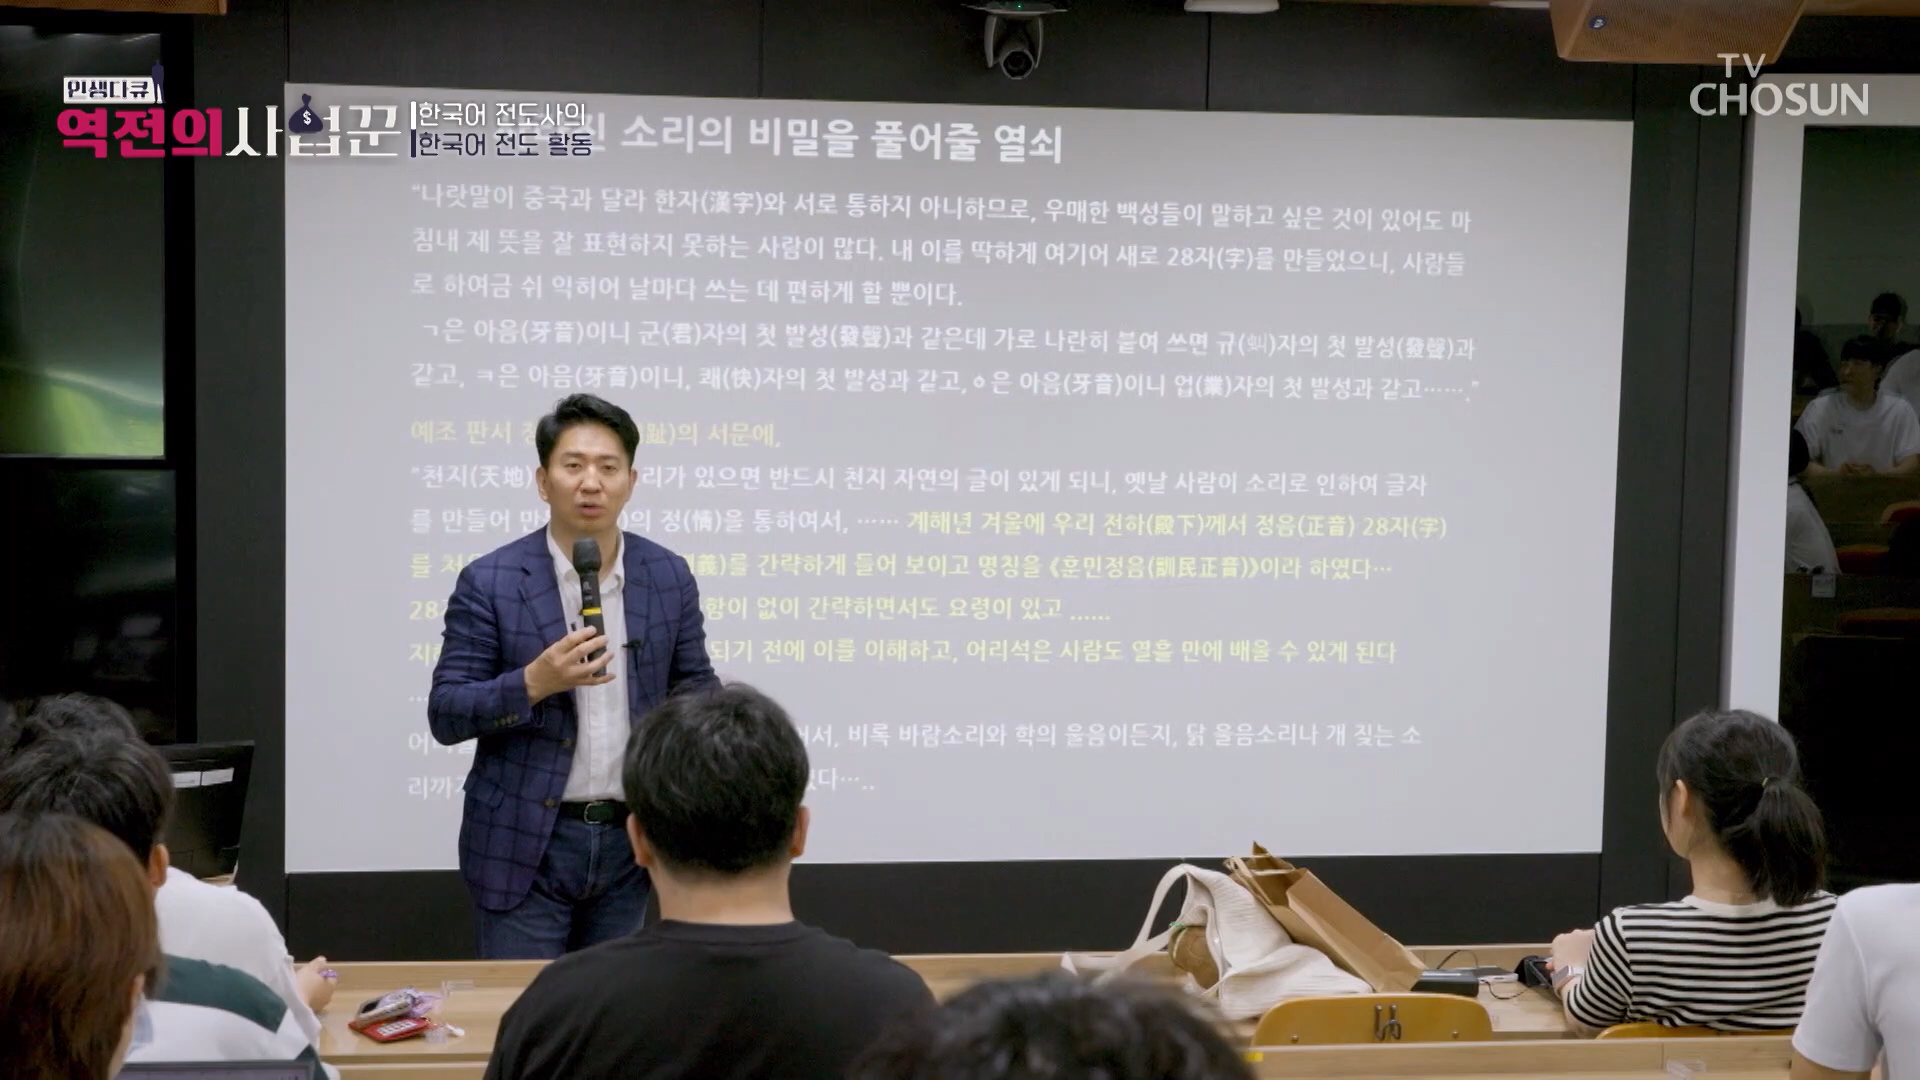 인생다큐
역전의 사업꾼
한국어 전도사의
한국어 전도 활동
TV
CHOSUN
소리의 비밀을 풀어줄 열쇠
“나랏말이 중국과 달라 한자(漢字)와 서로 통하지 아니하므로, 우매한 백성들이 말하고 싶은 것이 있어도 마
침내 제 뜻을 잘 표현하지 못하는 사람이 많다. 내 이를 딱하게 여기어 새로 28자(字)를 만들었으니, 사람들
로 하여금 쉬 익히어 날마다 쓰는 데 편하게 할 뿐이다.
ㄱ은 아음(牙音)이니 군(君)자의 첫 발성(發聲)과 같은데 가로 나란히 붙여 쓰면 규(虯)자의 첫 발성(發聲)과
같고, ㅋ은 아음(牙音)이니, 쾌(快)자의 첫 발성과 같고, ㆁ은 아음(牙音)이니 업(業)자의 첫 발성과 같고…….”
예조 판서 趾)의 서문에,
“천지(天地) 리가 있으면 반드시 천지 자연의 글이 있게 되니, 옛날 사람이 소리로 인하여 글자
를 만들어 의 정(情)을 통하여서, …… 계해년 겨울에 우리 전하(殿下)께서 정음(正音) 28자(字)
를 義)를 간략하게 들어 보이고 명칭을 《훈민정음(訓民正音)》이라 하였다…
28 함이 없이 간략하면서도 요령이 있고 ......
되기 전에 이를 이해하고, 어리석은 사람도 열흘 만에 배울 수 있게 된다
…
서, 비록 바람소리와 학의 울음이든지, 닭 울음소리나 개 짖는 소
리까지 있다…..